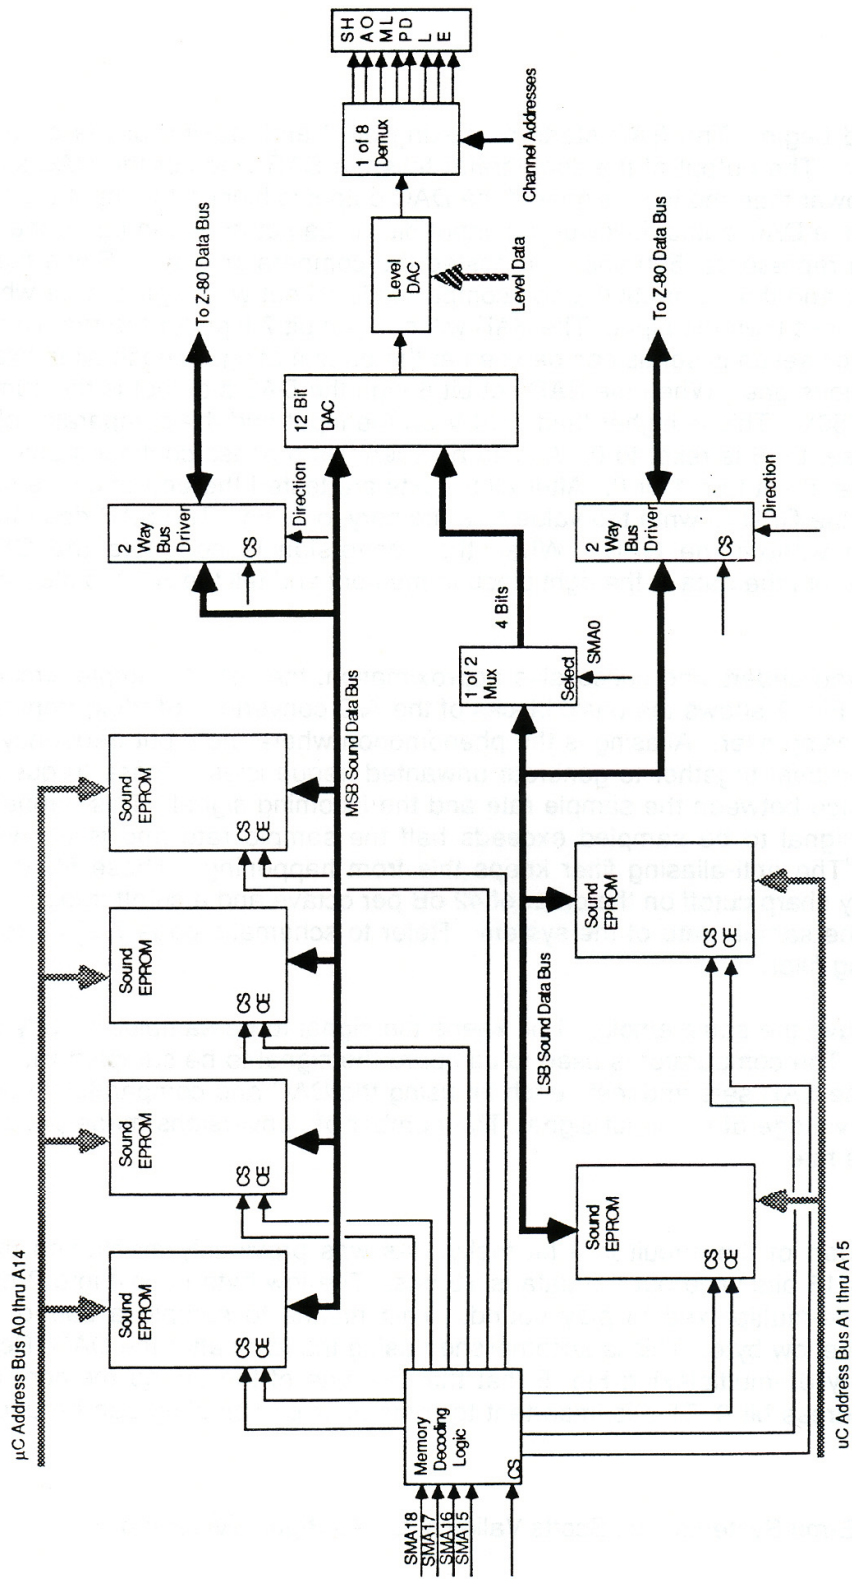 µC Address Bus A0 thru A14
Sound
EPROM
CS
OE
Sound
EPROM
CS
OE
Sound
EPROM
CS
OE
Sound
EPROM
CS
OE
2
Way
Bus
Driver
CS
Direction
To Z-80 Data Bus
MSB Sound Data Bus
SMA18
SMA17
SMA16
SMA15
Memory
Decoding
Logic
CS
12 Bit
DAC
Level
DAC
Level Data
1 of 8
Demux
Channel Addresses
SH
AO
ML
PD
L
E
4 Bits
1 of 2
Mux
Select
SMA0
LSB Sound Data Bus
Sound
EPROM
CS
OE
Sound
EPROM
CS
OE
2
Way
Bus
Driver
CS
Direction
To Z-80 Data Bus
uC Address Bus A1 thru A15